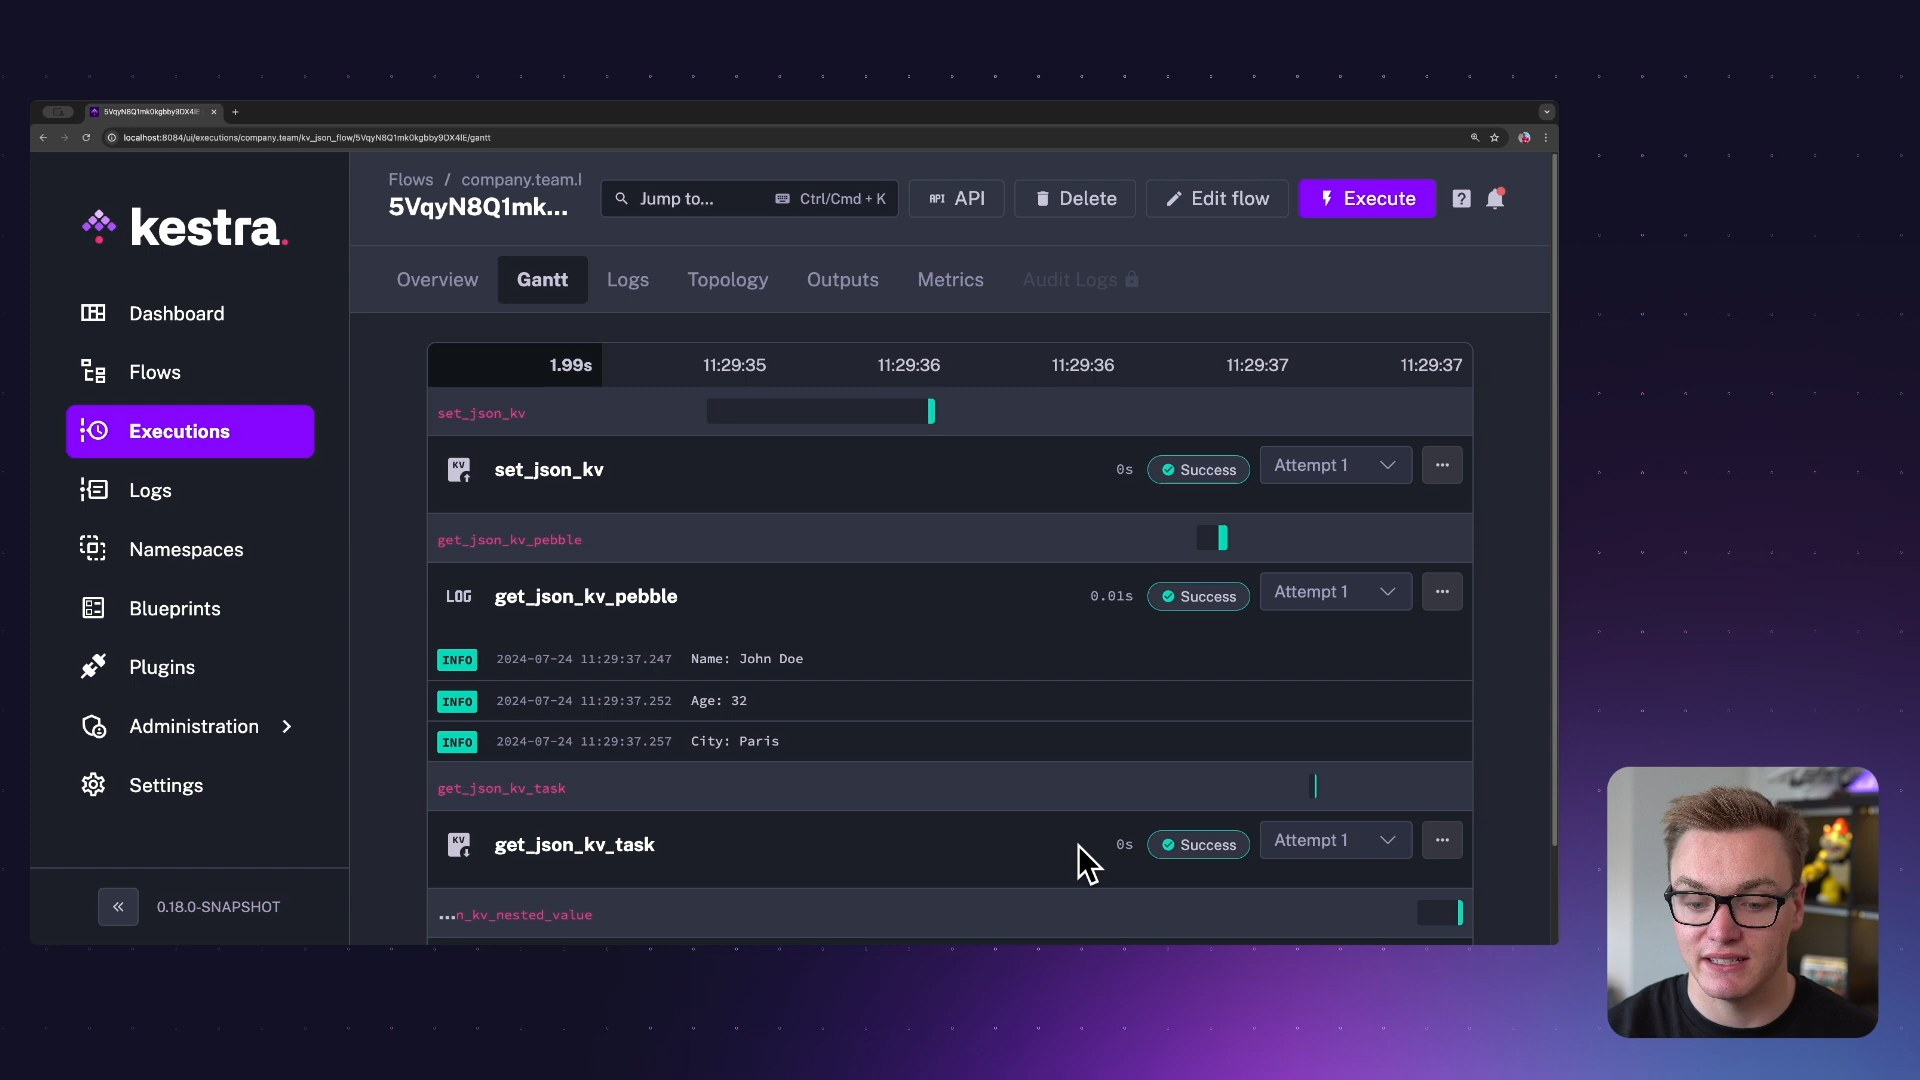 5VqyN8Q1mk0kgbby9DX4lE
localhost:8084/ui/executions/company.team/kv_json_flow/5VqyN8Q1mk0kgbby9DX4lE/gantt
kestra.
Dashboard
Flows
Executions
Logs
Namespaces
Blueprints
Plugins
Administration
Settings
0.18.0-SNAPSHOT
Flows / company.team.
5VqyN8Q1mk...
Jump to... Ctrl/Cmd + K
API API
Delete
Edit flow
Execute
Overview Gantt Logs Topology Outputs Metrics Audit Logs
1.99s 11:29:35 11:29:36 11:29:36 11:29:37 11:29:37
set_json_kv
KV set_json_kv 0s Success Attempt 1
get_json_kv_pebble
LOG get_json_kv_pebble 0.01s Success Attempt 1
INFO 2024-07-24 11:29:37.247 Name: John Doe
INFO 2024-07-24 11:29:37.252 Age: 32
INFO 2024-07-24 11:29:37.257 City: Paris
get_json_kv_task
KV get_json_kv_task 0s Success Attempt 1
...n_kv_nested_value